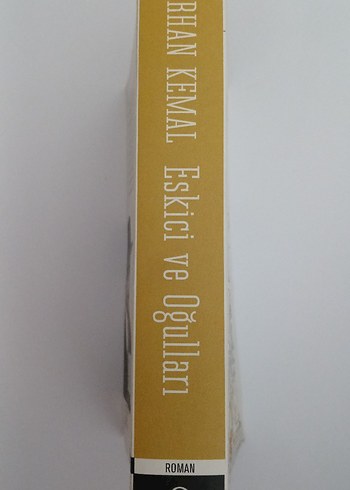 RHAN KEMAL Eskici ve Oğulları
ROMAN